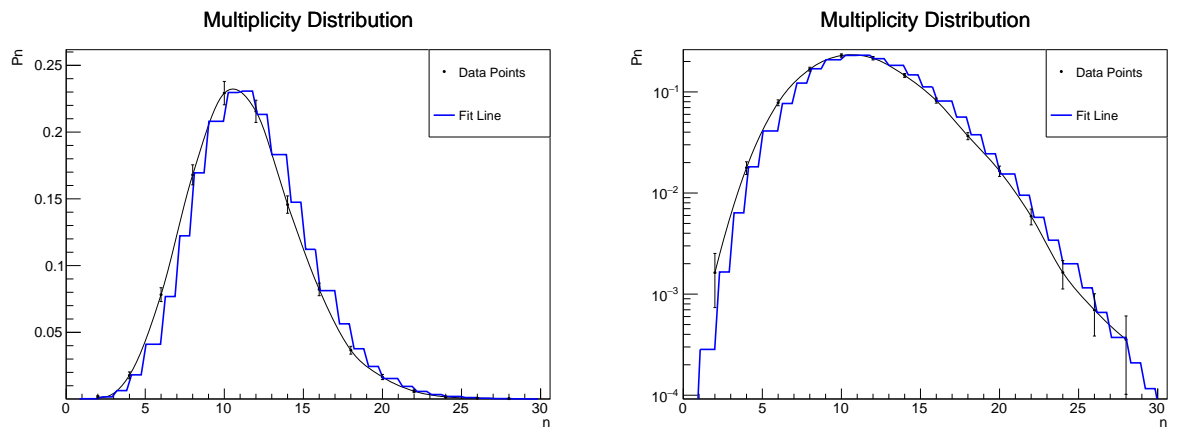 Multiplicity Distribution
Pn
0.25
0.2
0.15
0.1
0.05
0 5 10 15 20 25 30
n
Data Points
Fit Line
Multiplicity Distribution
Pn
10⁻¹
10⁻²
10⁻³
10⁻⁴
0 5 10 15 20 25 30
n
Data Points
Fit Line